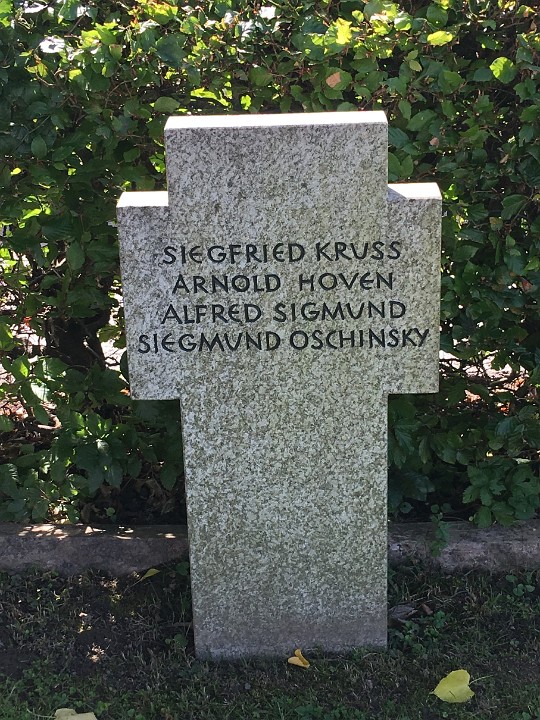 SIEGFRIED KRUSS
ARNOLD HOVEN
ALFRED SIGMUND
SIEGMUND OSCHINSKY